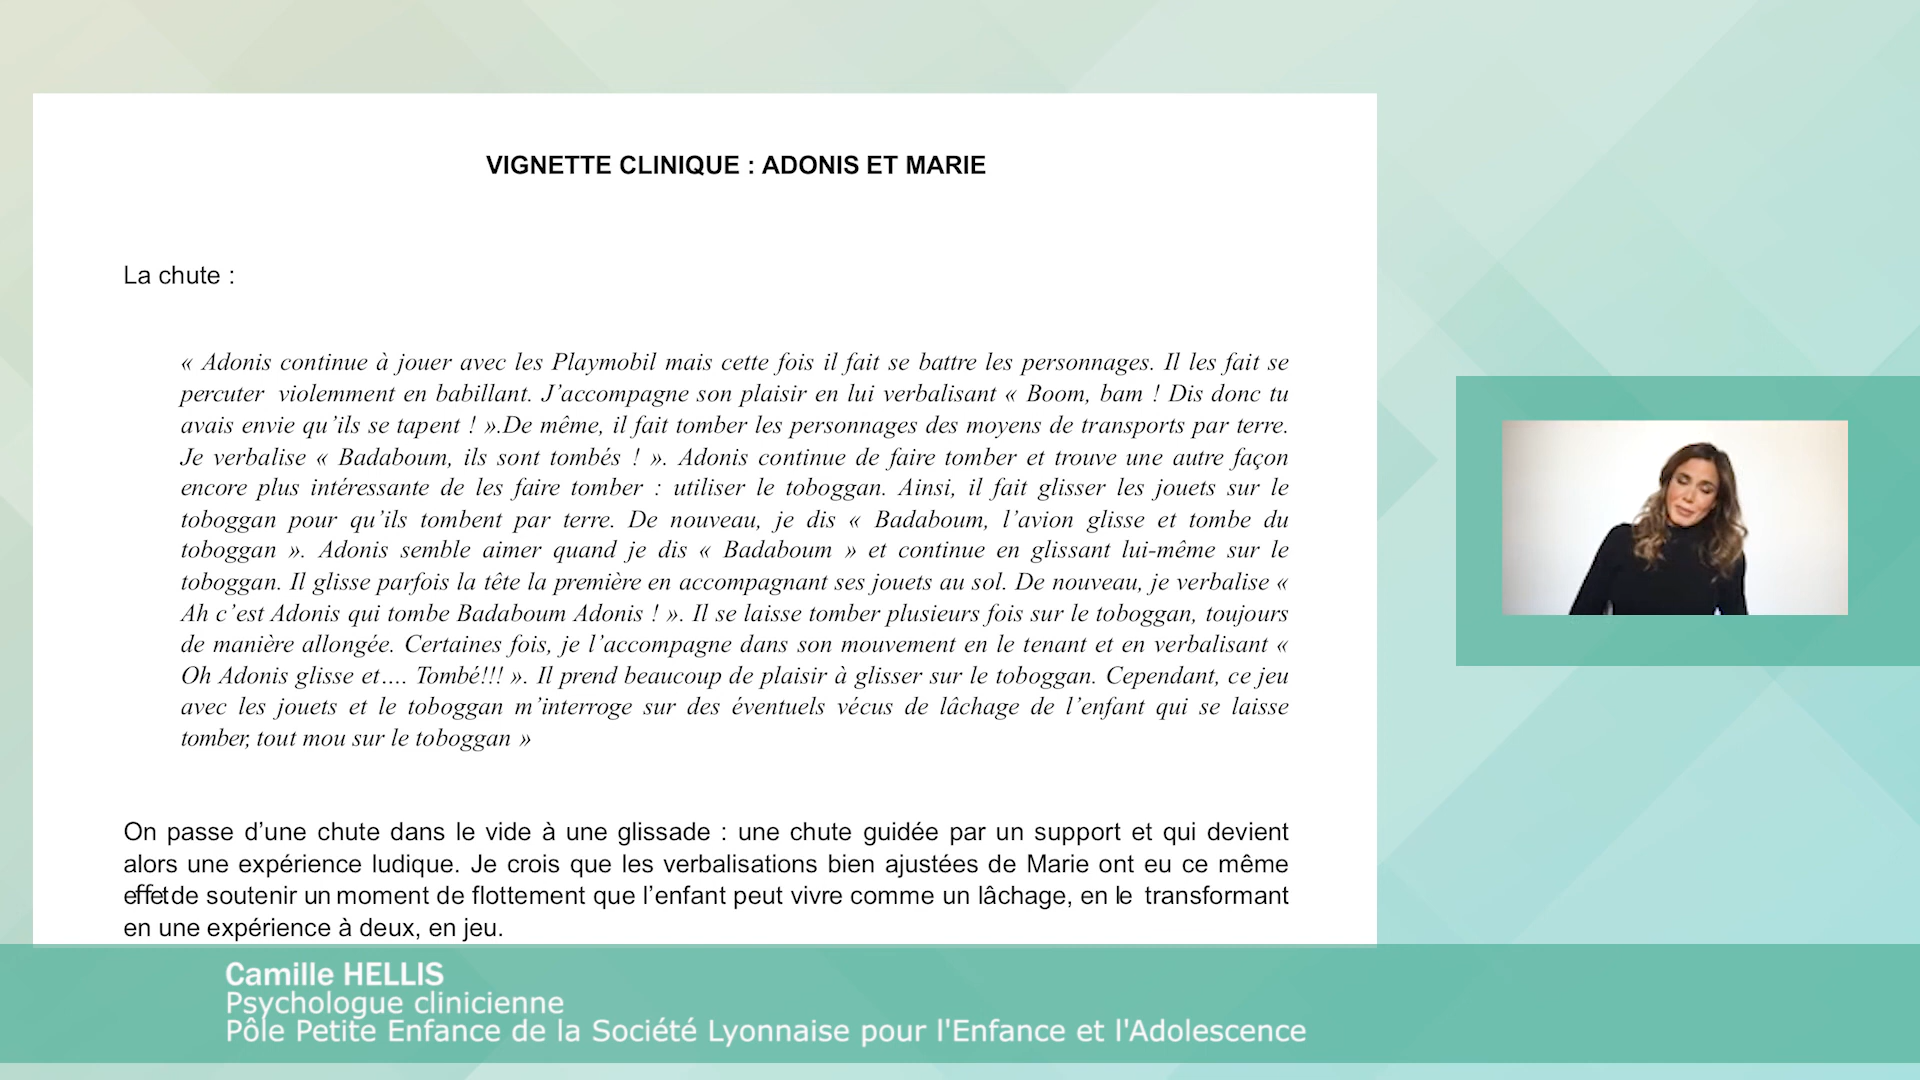 VIGNETTE CLINIQUE : ADONIS ET MARIE
La chute :
« Adonis continue à jouer avec les Playmobil mais cette fois il fait se battre les personnages. Il les fait se
percuter violemment en babillant. J’accompagne son plaisir en lui verbalisant « Boom, bam ! Dis donc tu
avais envie qu’ils se tapent ! ».De même, il fait tomber les personnages des moyens de transports par terre.
Je verbalise « Badaboum, ils sont tombés ! ». Adonis continue de faire tomber et trouve une autre façon
encore plus intéressante de les faire tomber : utiliser le toboggan. Ainsi, il fait glisser les jouets sur le
toboggan pour qu’ils tombent par terre. De nouveau, je dis « Badaboum, l’avion glisse et tombe du
toboggan ». Adonis semble aimer quand je dis « Badaboum » et continue en glissant lui-même sur le
toboggan. Il glisse parfois la tête la première en accompagnant ses jouets au sol. De nouveau, je verbalise «
Ah c’est Adonis qui tombe Badaboum Adonis ! ». Il se laisse tomber plusieurs fois sur le toboggan, toujours
de manière allongée. Certaines fois, je l’accompagne dans son mouvement en le tenant et en verbalisant «
Oh Adonis glisse et…. Tombé!!! ». Il prend beaucoup de plaisir à glisser sur le toboggan. Cependant, ce jeu
avec les jouets et le toboggan m’interroge sur des éventuels vécus de lâchage de l’enfant qui se laisse
tomber, tout mou sur le toboggan »
On passe d’une chute dans le vide à une glissade : une chute guidée par un support et qui devient
alors une expérience ludique. Je crois que les verbalisations bien ajustées de Marie ont eu ce même
effet de soutenir un moment de flottement que l’enfant peut vivre comme un lâchage, en le transformant
en une expérience à deux, en jeu.
Camille HELLIS
Psychologue clinicienne
Pôle Petite Enfance de la Société Lyonnaise pour l'Enfance et l'Adolescence